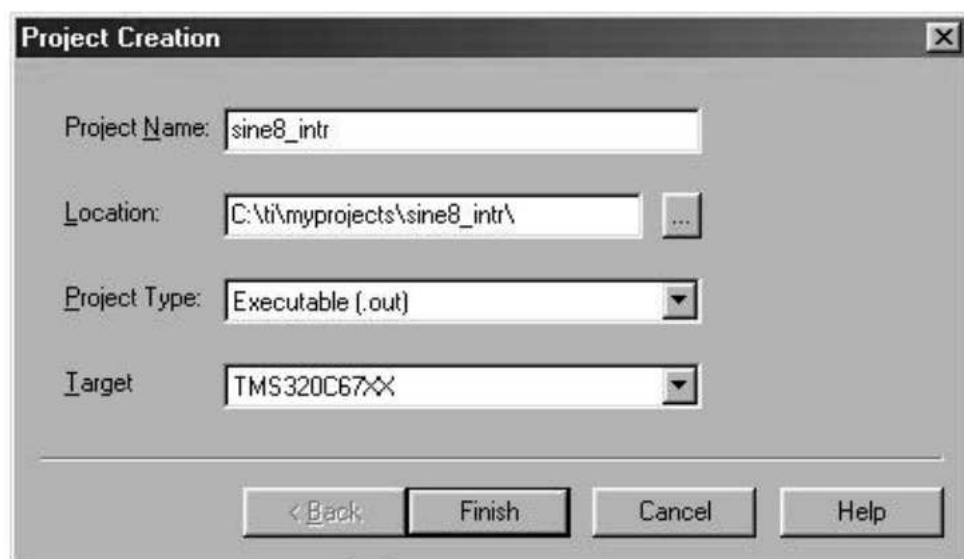 Project Creation
Project Name: sine8_intr
Location: C:\ti\myprojects\sine8_intr\ ...
Project Type: Executable (.out)
Target TMS320C67XX
< Back Finish Cancel Help